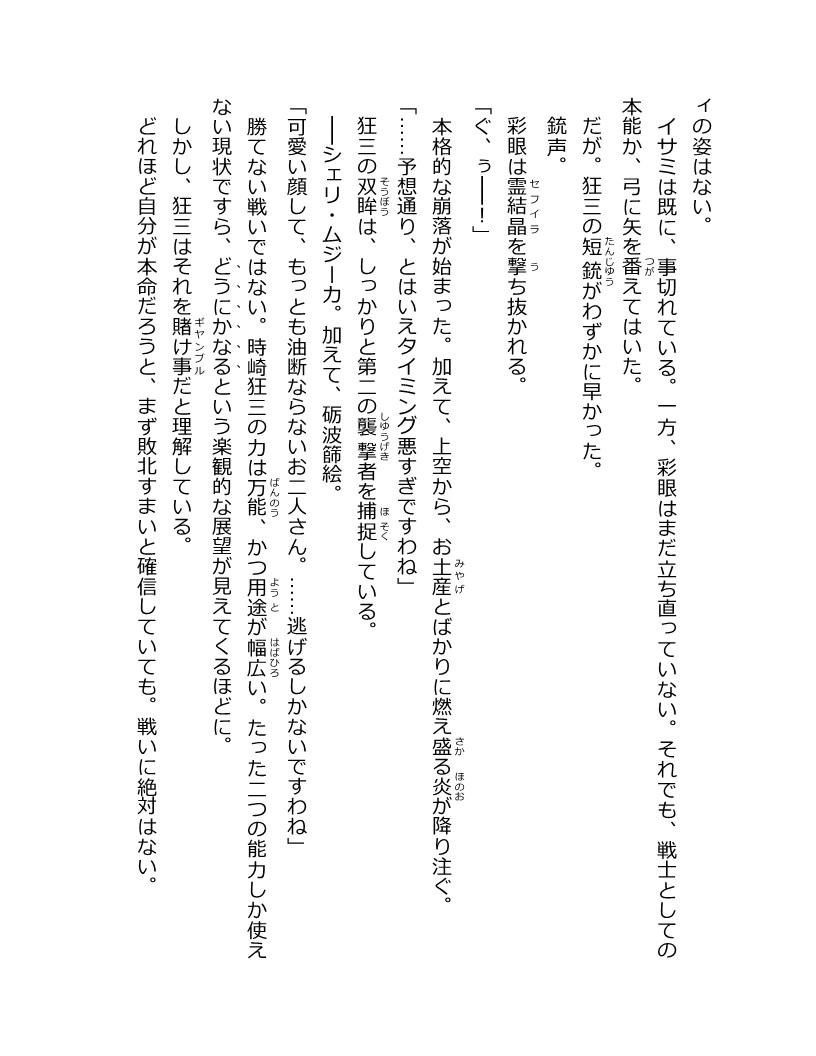 ィの姿はない。
イサミは既に、事切れている。一方、彩眼はまだ立ち直っていない。それでも、戦士としての
本能か、弓に矢を番えてはいた。
だが。狂三の短銃がわずかに早かった。
銃声。
彩眼は霊結晶を撃ち抜かれる。
「ぐ、ぅ──！」
本格的な崩落が始まった。加えて、上空から、お土産とばかりに燃え盛る炎が降り注ぐ。
「……予想通り、とはいえタイミング悪すぎですわね」
狂三の双眸は、しっかりと第二の襲撃者を捕捉している。
──シェリ・ムジーカ。加えて、砺波篩絵。
「可愛い顔して、もっとも油断ならないお二人さん。……逃げるしかないですわね」
勝てない戦いではない。時崎狂三の力は万能、かつ用途が幅広い。たった二つの能力しか使え
ない現状ですら、どうにかなるという楽観的な展望が見えてくるほどに。
しかし、狂三はそれを賭け事だと理解している。
どれほど自分が本命だろうと、まず敗北すまいと確信していても。戦いに絶対はない。